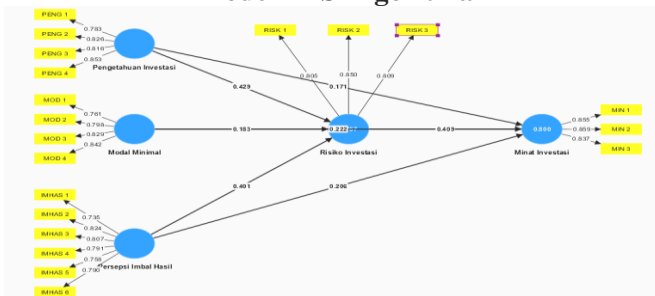 PENG 1
PENG 2
PENG 3
PENG 4
0.783
0.826
0.816
0.853
Pengetahuan Investasi
RISK 1
RISK 2
RISK 3
0.805
0.850
0.809
0.429
0.171
MOD 1
MOD 2
MOD 3
MOD 4
0.761
0.795
0.829
0.842
Modal Minimal
0.183
0.222
Risiko Investasi
0.409
Minat Investasi
0.855
0.859
0.837
MIN 1
MIN 2
MIN 3
0.401
0.206
IMHAS 1
IMHAS 2
IMHAS 3
IMHAS 4
IMHAS 5
IMHAS 6
0.735
0.824
0.807
0.791
0.790
Persepsi Imbal Hasil